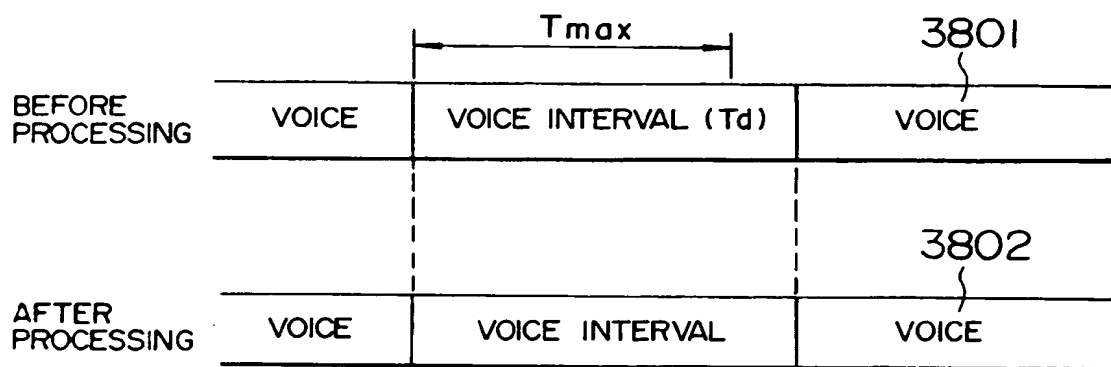 Tmax
3801
BEFORE
PROCESSING
VOICE
VOICE INTERVAL (Td)
VOICE
3802
AFTER
PROCESSING
VOICE
VOICE INTERVAL
VOICE